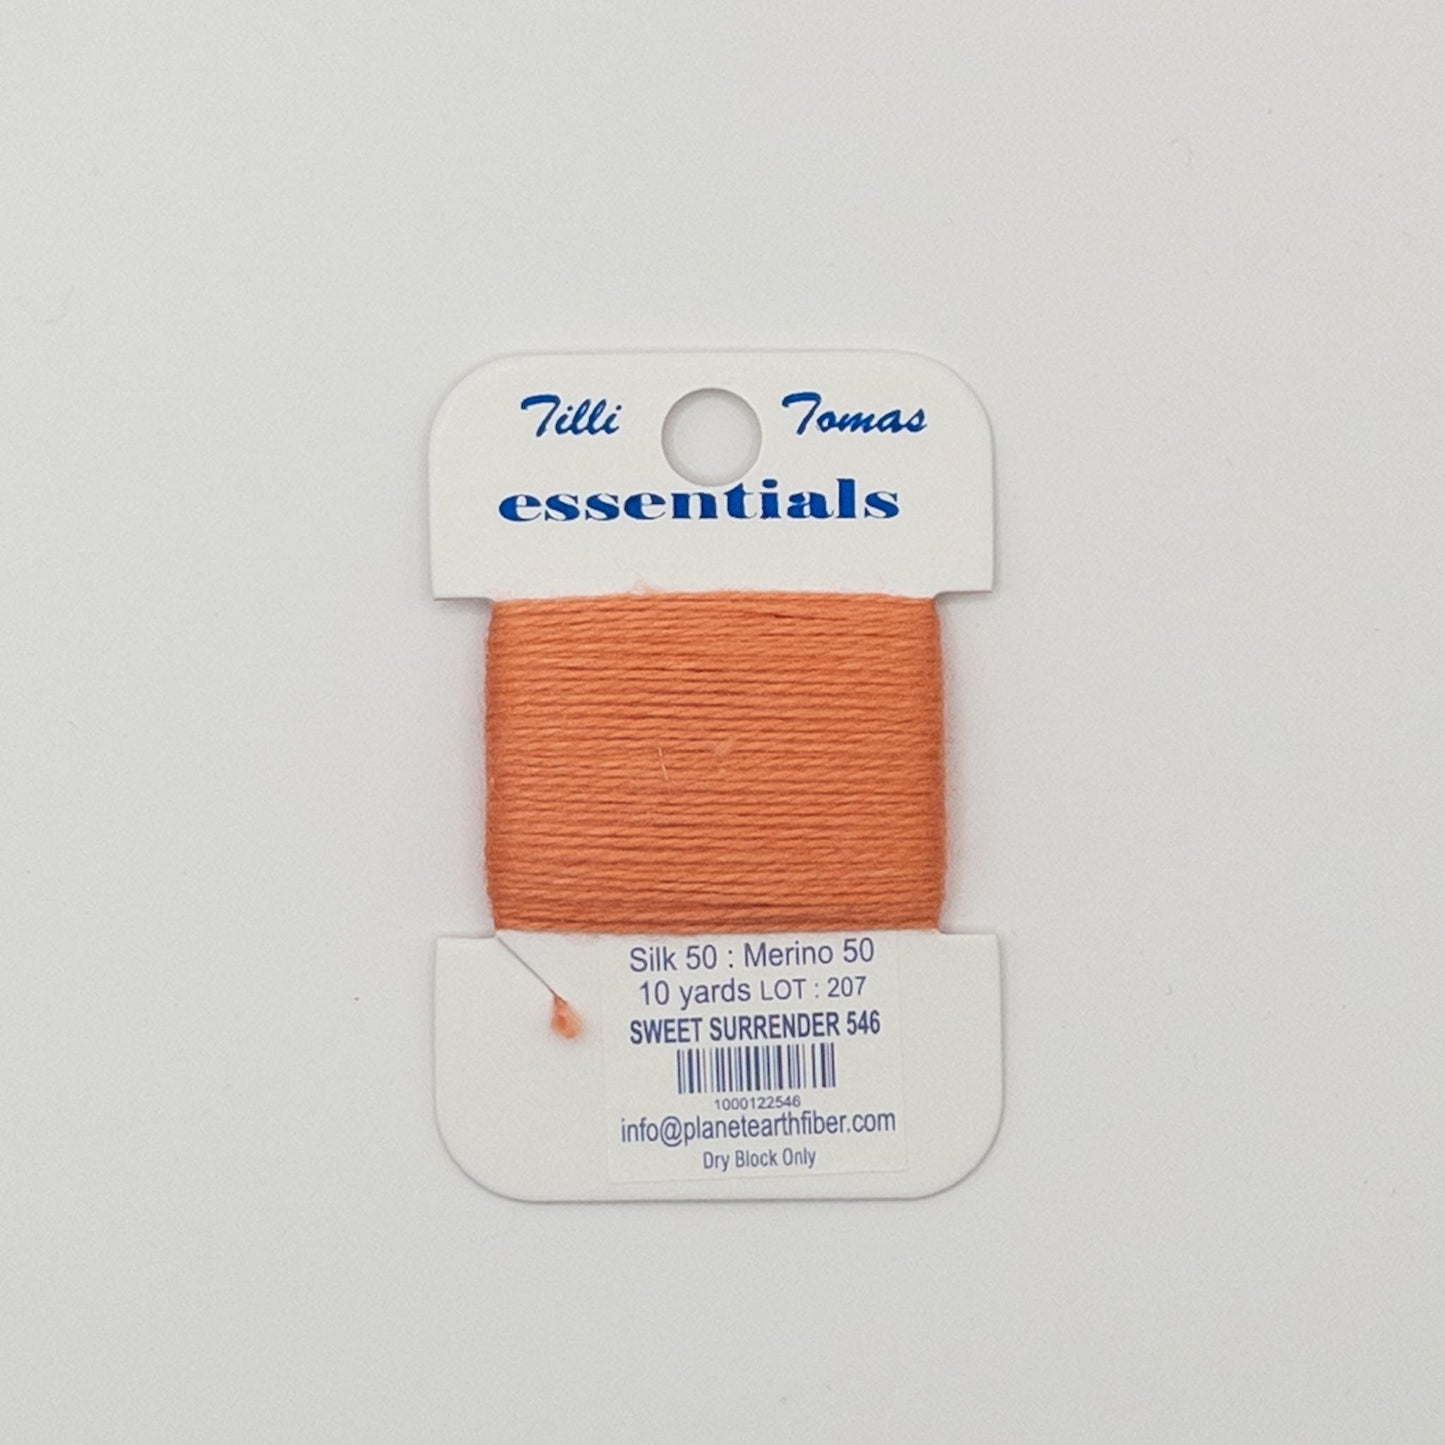 Tilli Tomas
essentials
Silk 50 : Merino 50
10 yards LOT : 207
SWEET SURRENDER 546
1000122546
info@planetearthfiber.com
Dry Block Only